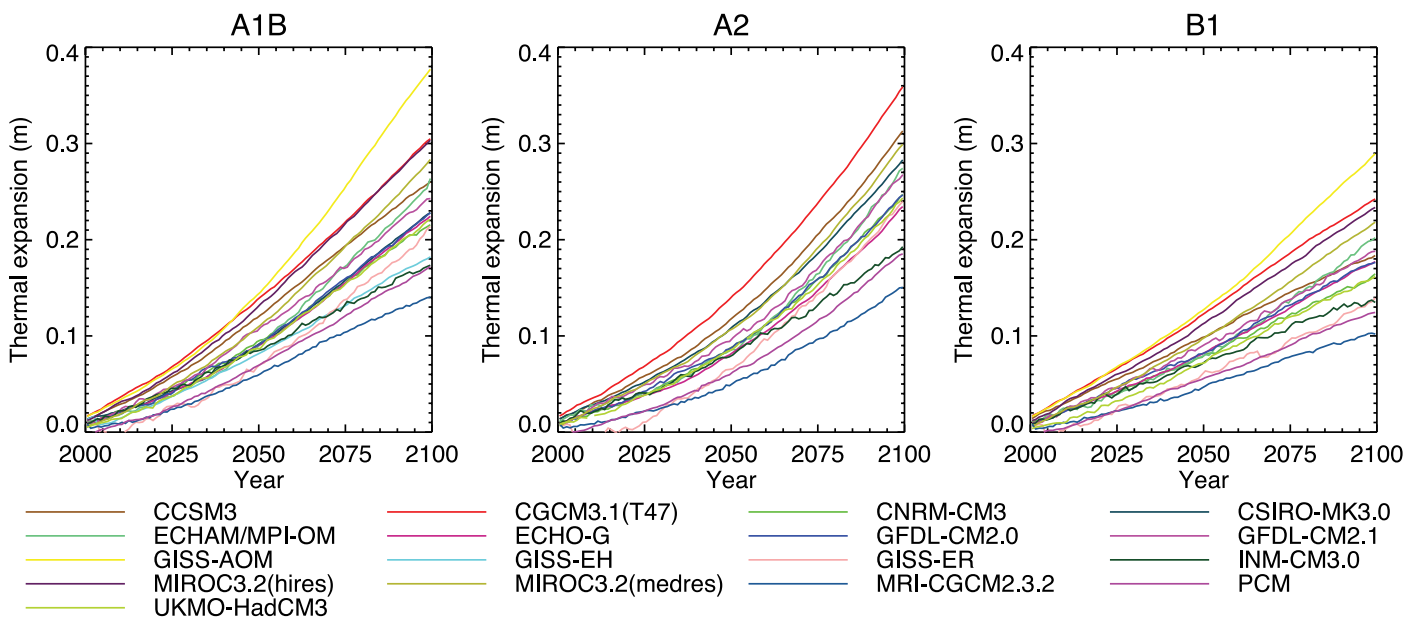 A1B A2 B1
0.4 0.4 0.4
0.3 0.3 0.3
0.2 0.2 0.2
0.1 0.1 0.1
0.0 0.0 0.0
Thermal expansion (m) Thermal expansion (m) Thermal expansion (m)
2000 2025 2050 2075 2100 2000 2025 2050 2075 2100 2000 2025 2050 2075 2100
Year Year Year
CCSM3 CGCM3.1(T47) CNRM-CM3 CSIRO-MK3.0
ECHAM/MPI-OM ECHO-G GFDL-CM2.0 GFDL-CM2.1
GISS-AOM GISS-EH GISS-ER INM-CM3.0
MIROC3.2(hires) MIROC3.2(medres) MRI-CGCM2.3.2 PCM
UKMO-HadCM3